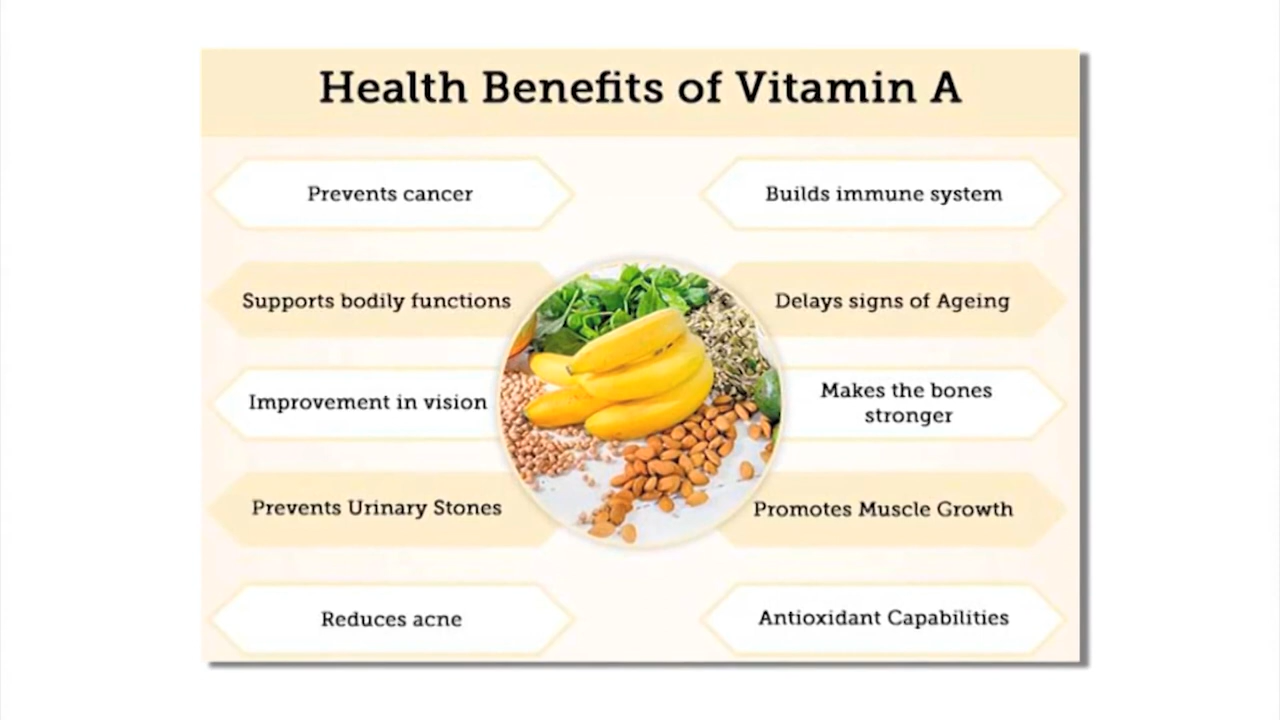 Health Benefits of Vitamin A
Prevents cancer
Builds immune system
Supports bodily functions
Delays signs of Ageing
Improvement in vision
Makes the bones
stronger
Prevents Urinary Stones
Promotes Muscle Growth
Reduces acne
Antioxidant Capabilities